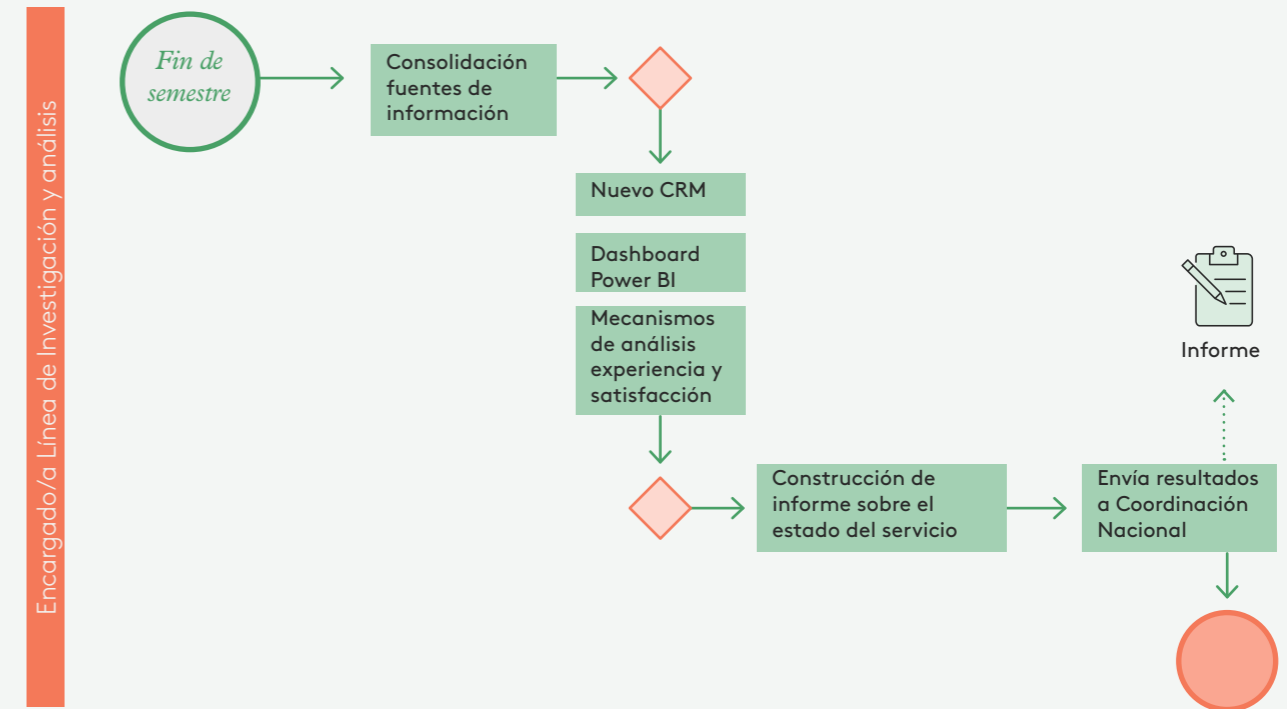 Encargado/a Línea de Investigación y análisis
Fin de
semestre
Consolidación
fuentes de
información
Nuevo CRM
Dashboard
Power BI
Mecanismos
de análisis
experiencia y
satisfacción
Construcción de
informe sobre el
estado del servicio
Envía resultados
a Coordinación
Nacional
Informe